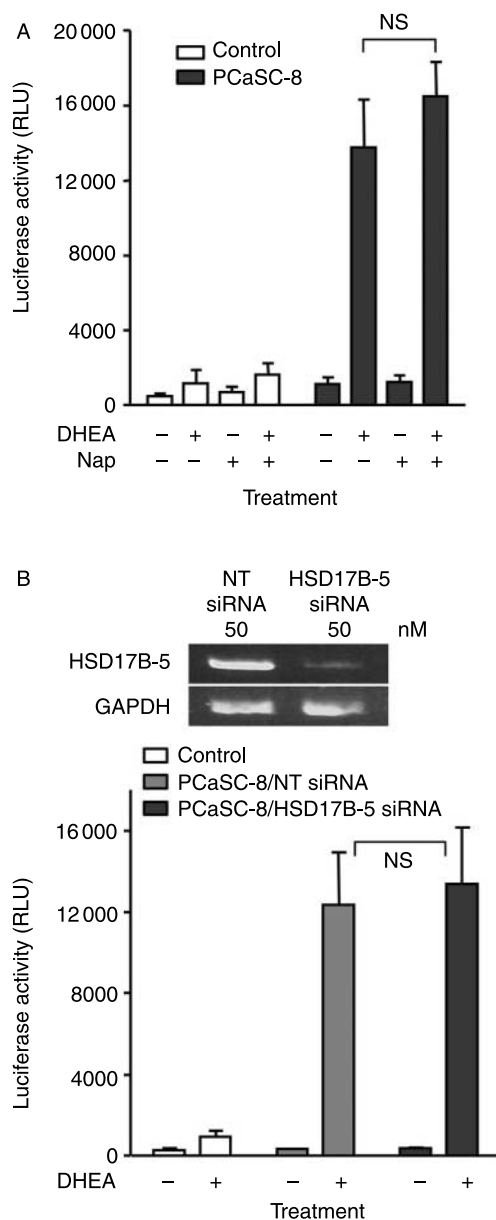 A
20 000
16 000
12 000
8000
4000
0
Luciferase activity (RLU)
Control
PCaSC-8
NS
DHEA − + − + − + − +
Nap − − + + − − + +
Treatment
B
NT siRNA 50
HSD17B-5 siRNA 50
nM
HSD17B-5
GAPDH
Control
PCaSC-8/NT siRNA
PCaSC-8/HSD17B-5 siRNA
16 000
12 000
8000
4000
0
Luciferase activity (RLU)
NS
DHEA − + − + − +
Treatment